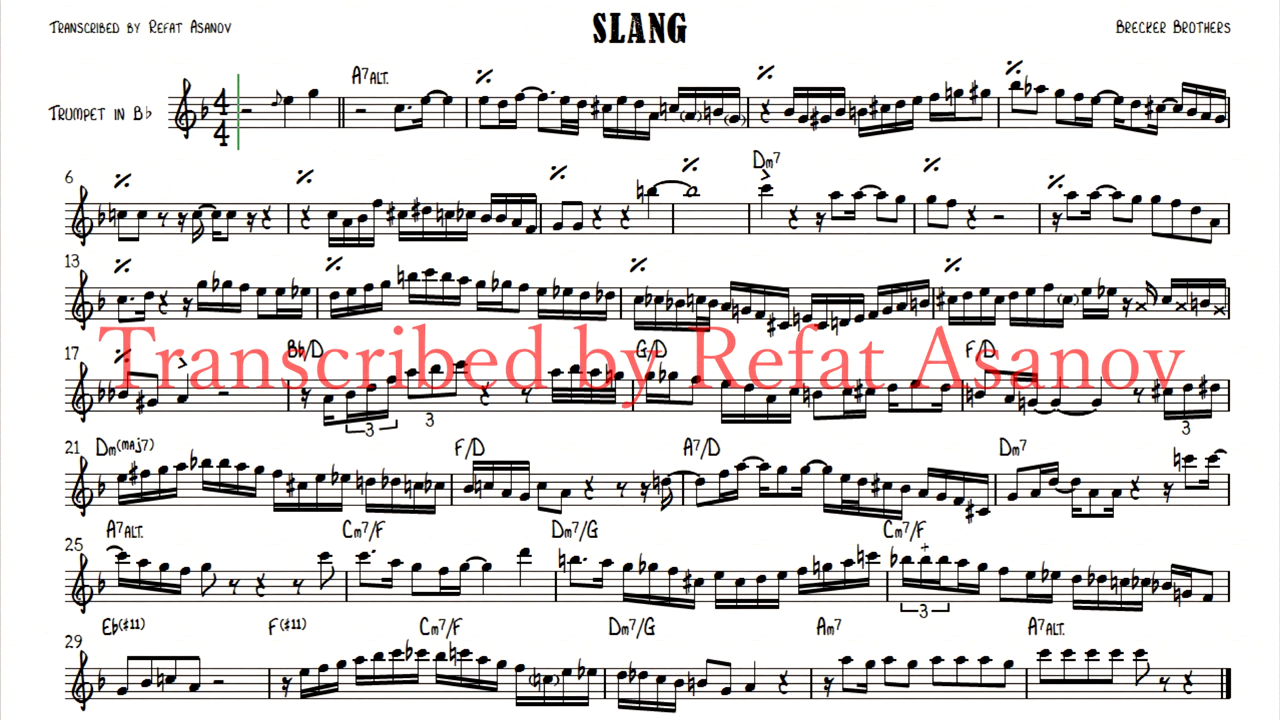 SLANG
Transcribed by Refat Asanov
Brecker Brothers
Trumpet in B♭
A7alt.
6 Dm7
13
Transcribed by Refat Asanov
17 B♭/D G/D F/D
3 3 3
21 Dm(maj7) F/D A7/D Dm7
25 A7alt. Cm7/F Dm7/G Cm7/F
3
29 E♭(#11) F(#11) Cm7/F Dm7/G Am7 A7alt.